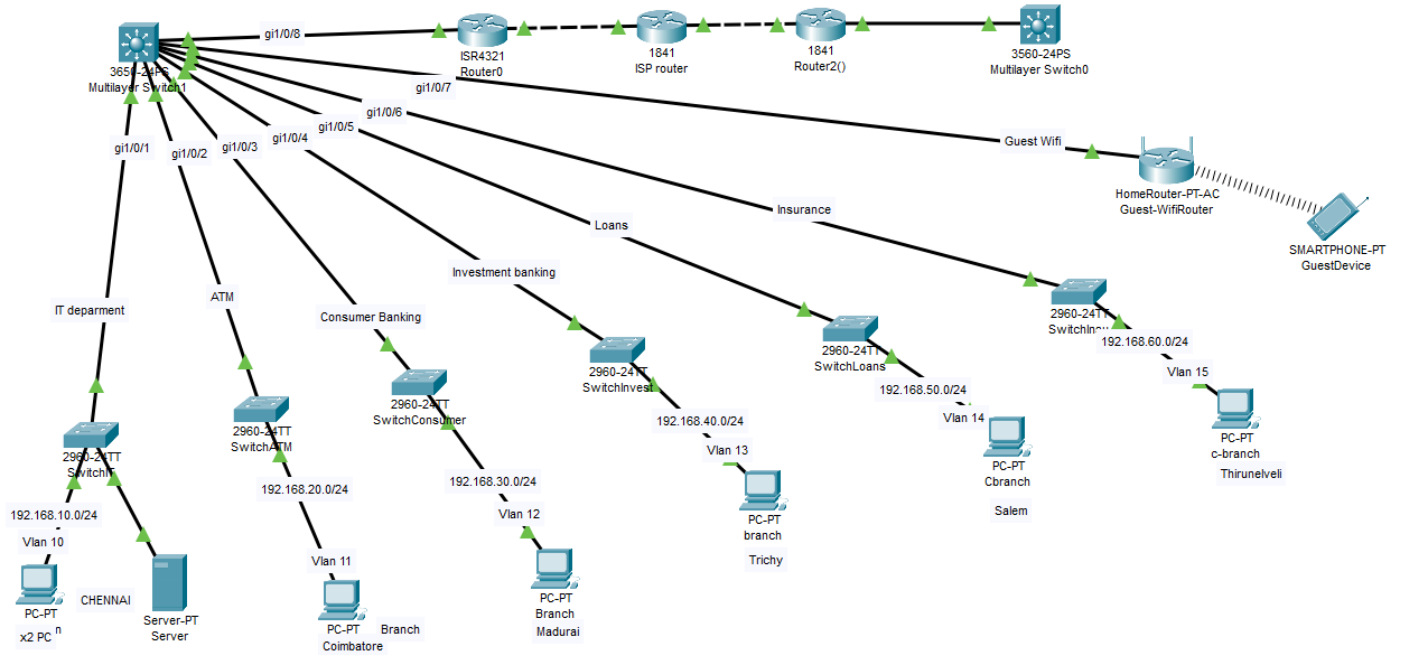 3650-24PS
Multilayer Switch1
gi1/0/8
ISR4321
Router0
1841
ISP router
1841
Router2()
3560-24PS
Multilayer Switch0
gi1/0/7
gi1/0/6
gi1/0/5
gi1/0/4
gi1/0/3
gi1/0/2
gi1/0/1
Guest Wifi
HomeRouter-PT-AC
Guest-WifiRouter
SMARTPHONE-PT
GuestDevice
Insurance
Loans
Investment banking
Consumer Banking
ATM
IT deparment
2960-24TT
192.168.60.0/24
Vlan 15
PC-PT
c-branch
Thirunelveli
2960-24TT
SwitchLoans
192.168.50.0/24
Vlan 14
PC-PT
Cbranch
Salem
2960-24TT
SwitchInvest
192.168.40.0/24
Vlan 13
PC-PT
branch
Trichy
2960-24TT
SwitchConsumer
192.168.30.0/24
Vlan 12
PC-PT
Branch
Madurai
2960-24TT
SwitchATM
192.168.20.0/24
Vlan 11
PC-PT
Branch
Coimbatore
2960-24TT
SwitchIT
192.168.10.0/24
Vlan 10
PC-PT
x2 PC
CHENNAI
Server-PT
Server